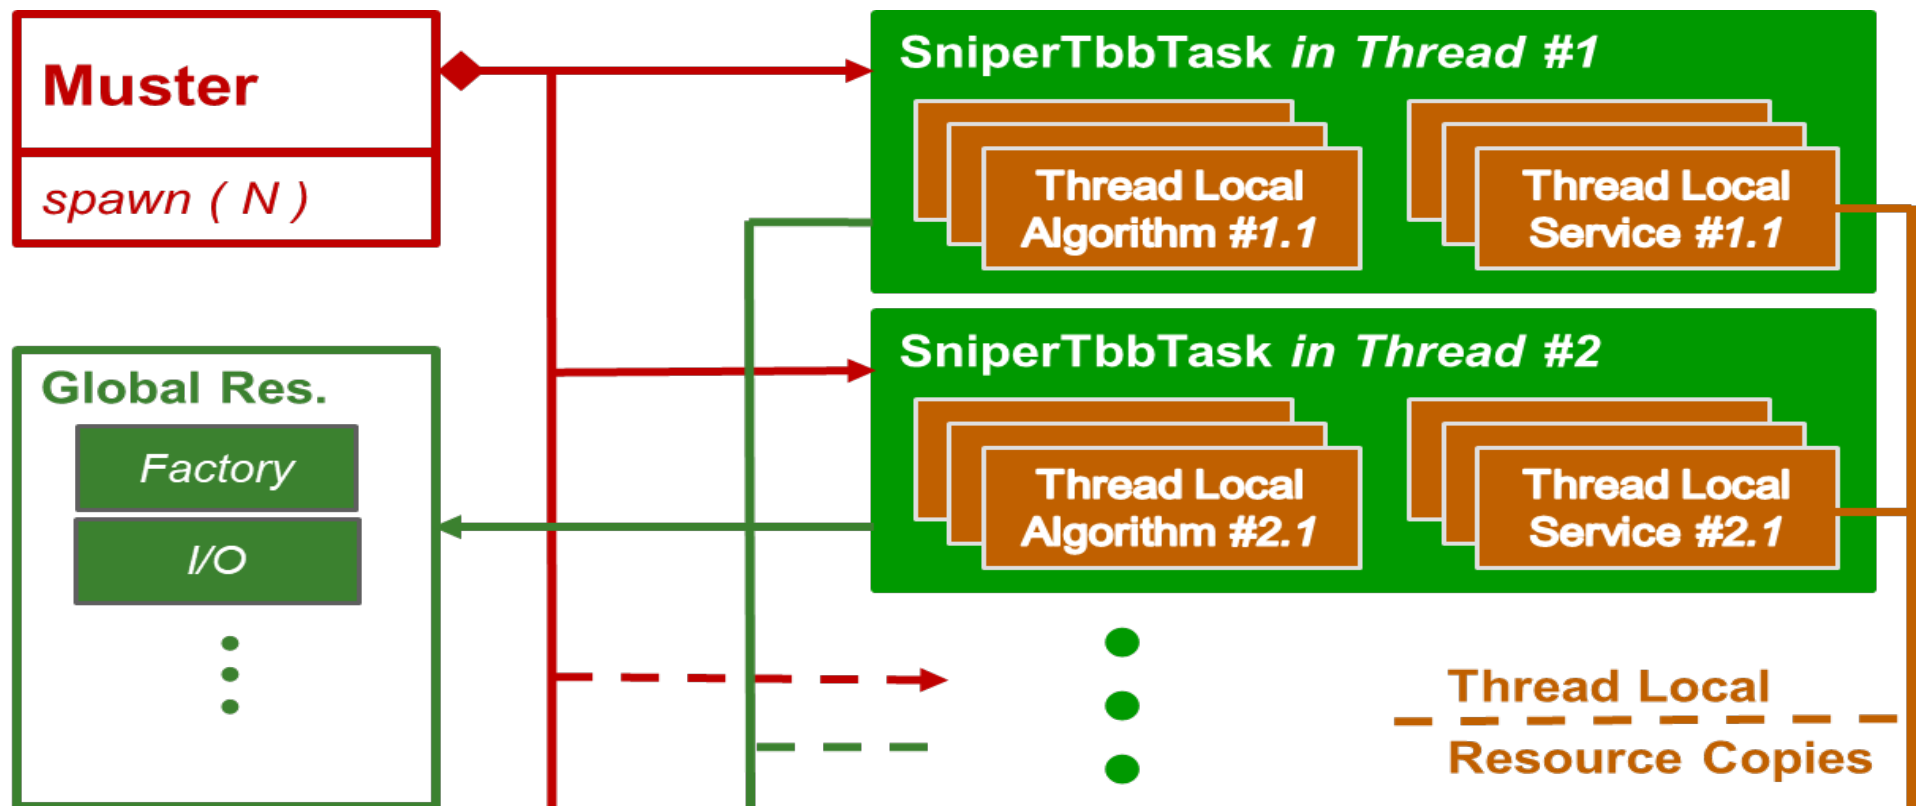 Muster
spawn ( N )
SniperTbbTask in Thread #1
Thread Local
Algorithm #1.1
Thread Local
Service #1.1
Global Res.
Factory
I/O
SniperTbbTask in Thread #2
Thread Local
Algorithm #2.1
Thread Local
Service #2.1
Thread Local
Resource Copies